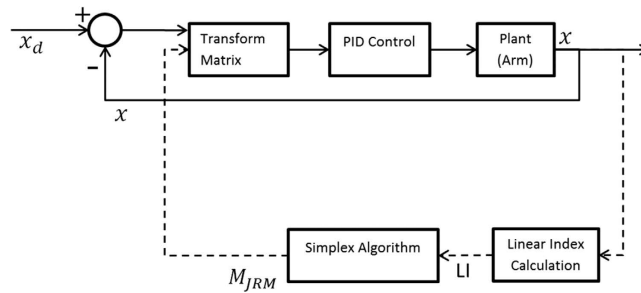 +
x_d
-
Transform
Matrix
PID Control
Plant
(Arm)
x
x
Simplex Algorithm
Linear Index
Calculation
LI
M_JRM